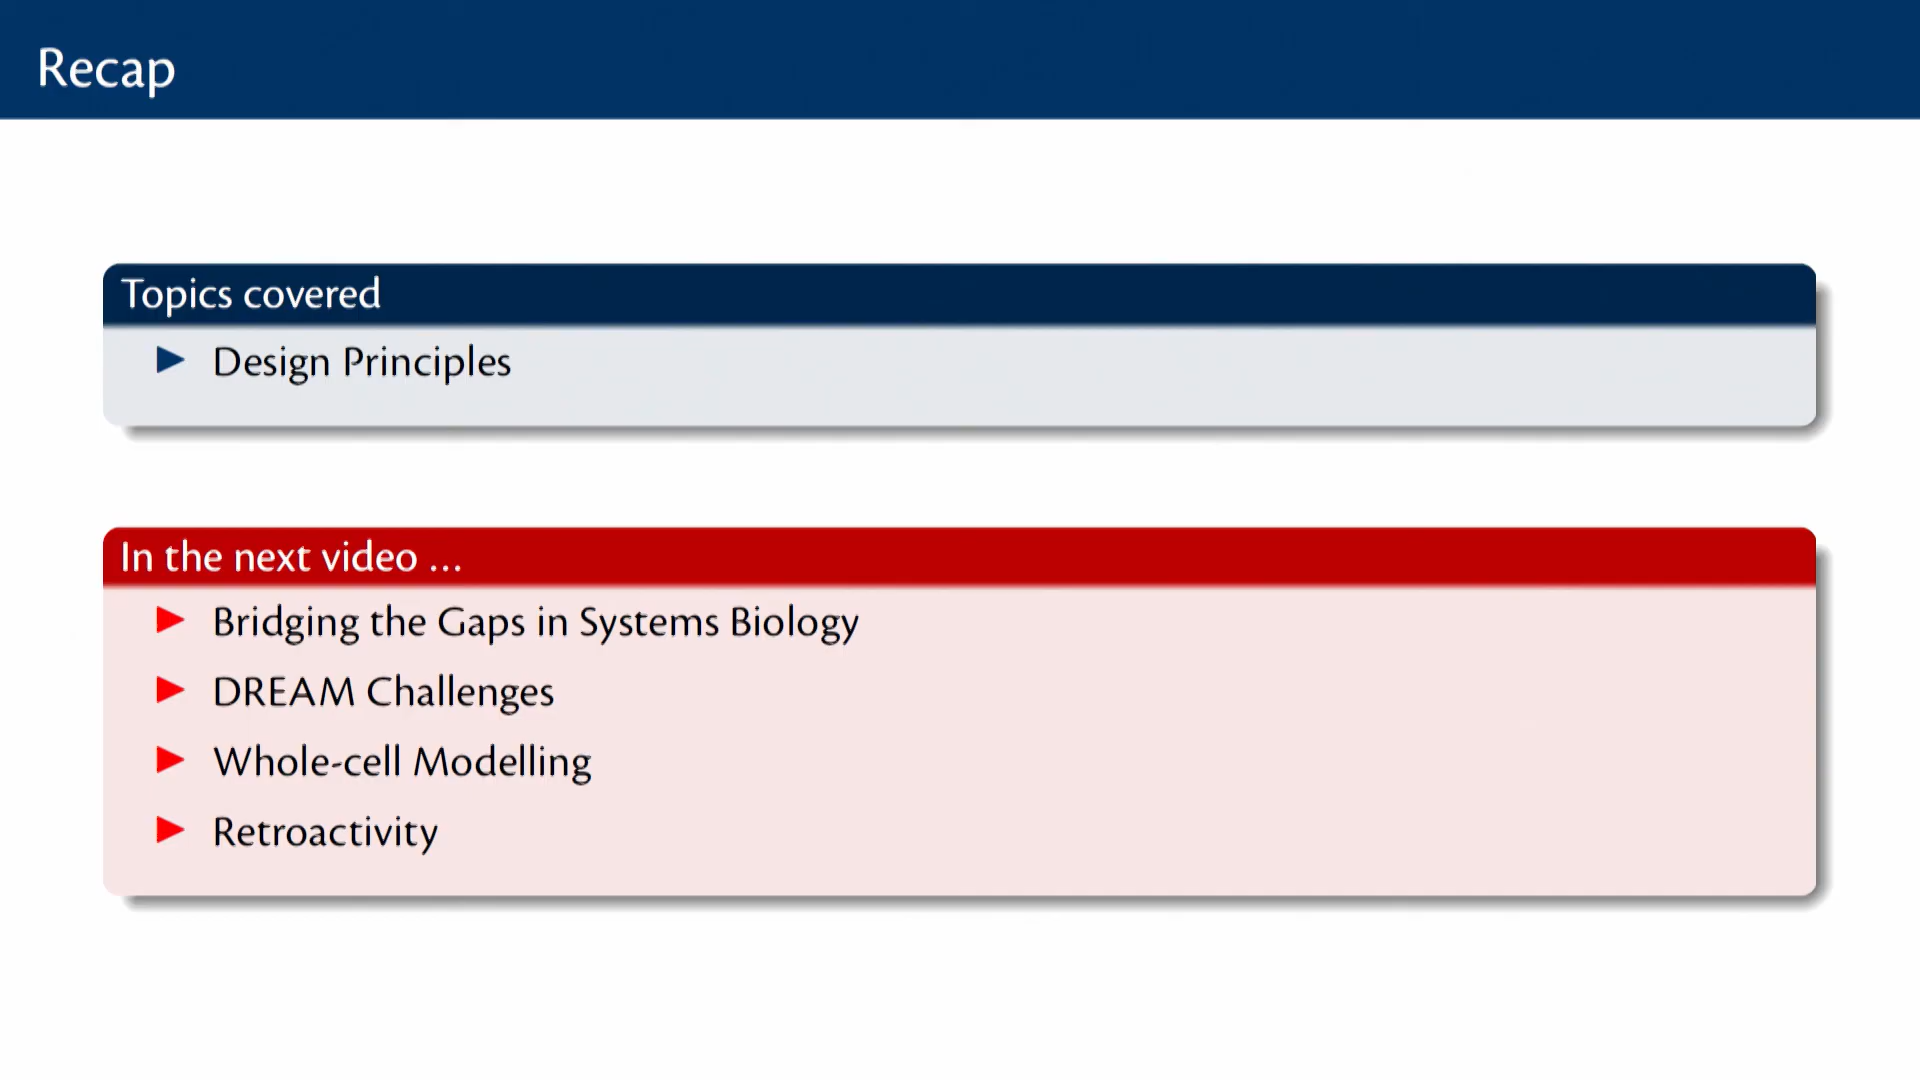 Recap
Topics covered
Design Principles
In the next video ...
Bridging the Gaps in Systems Biology
DREAM Challenges
Whole-cell Modelling
Retroactivity